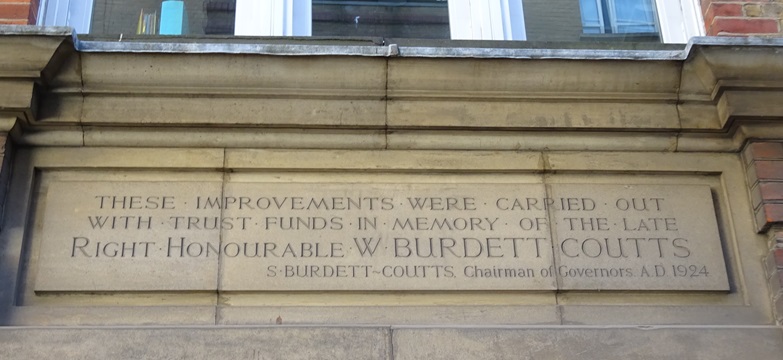 THESE · IMPROVEMENTS · WERE · CARRIED · OUT
WITH · TRUST · FUNDS · IN · MEMORY · OF · THE · LATE
RIGHT · HONOURABLE · W · BURDETT COUTTS
S · BURDETT~COUTTS, Chairman of Governors A.D 1924